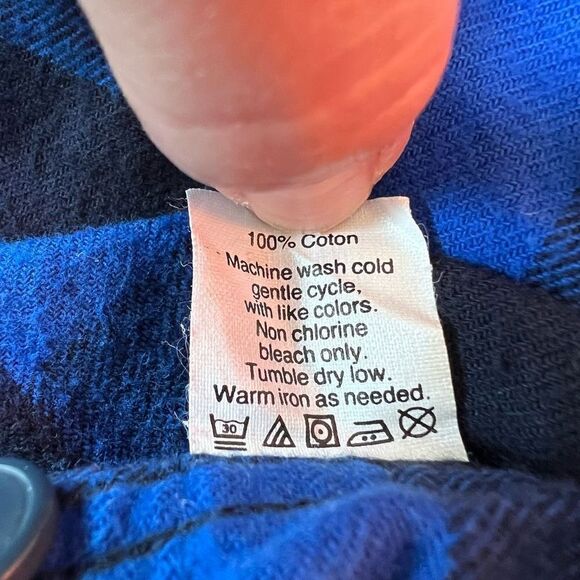 100% Coton
Machine wash cold
gentle cycle,
with like colors.
Non chlorine
bleach only.
Tumble dry low.
Warm iron as needed.
30